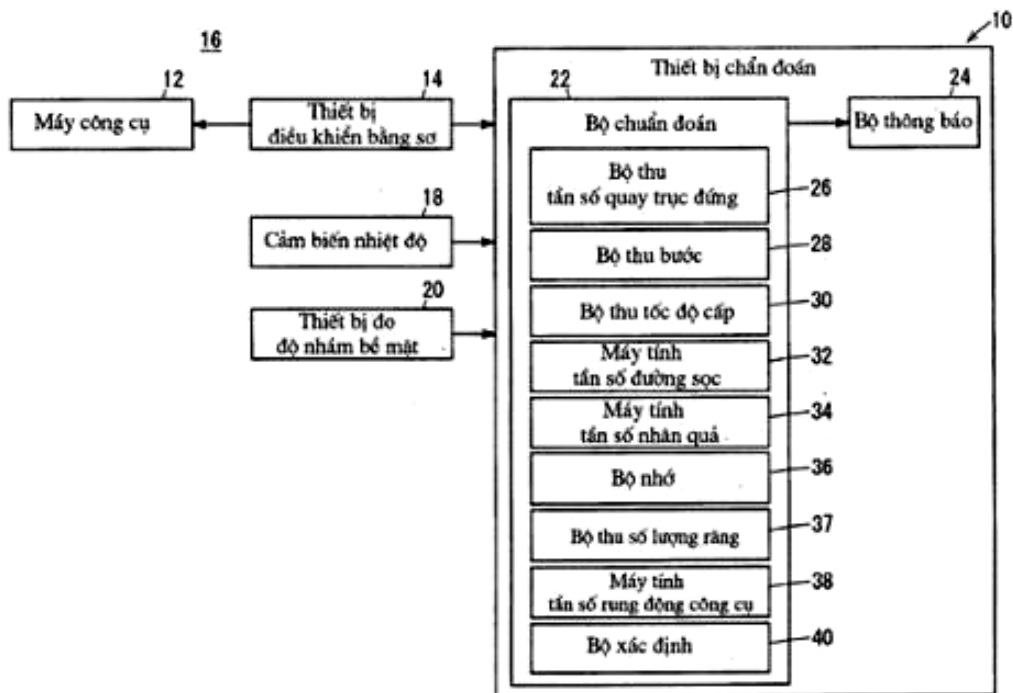 10
16
Thiết bị chẩn đoán
12
14
22
24
Máy công cụ
Thiết bị
điều khiển bằng sơ
Bộ chuẩn đoán
Bộ thông báo
Bộ thu
tần số quay trục đứng
26
18
Cảm biến nhiệt độ
Bộ thu bước
28
20
Thiết bị đo
độ nhám bề mặt
Bộ thu tốc độ cấp
30
Máy tính
tần số đường sọc
32
Máy tính
tần số nhân quả
34
Bộ nhớ
36
Bộ thu số lượng răng
37
Máy tính
tần số rung động công cụ
38
Bộ xác định
40